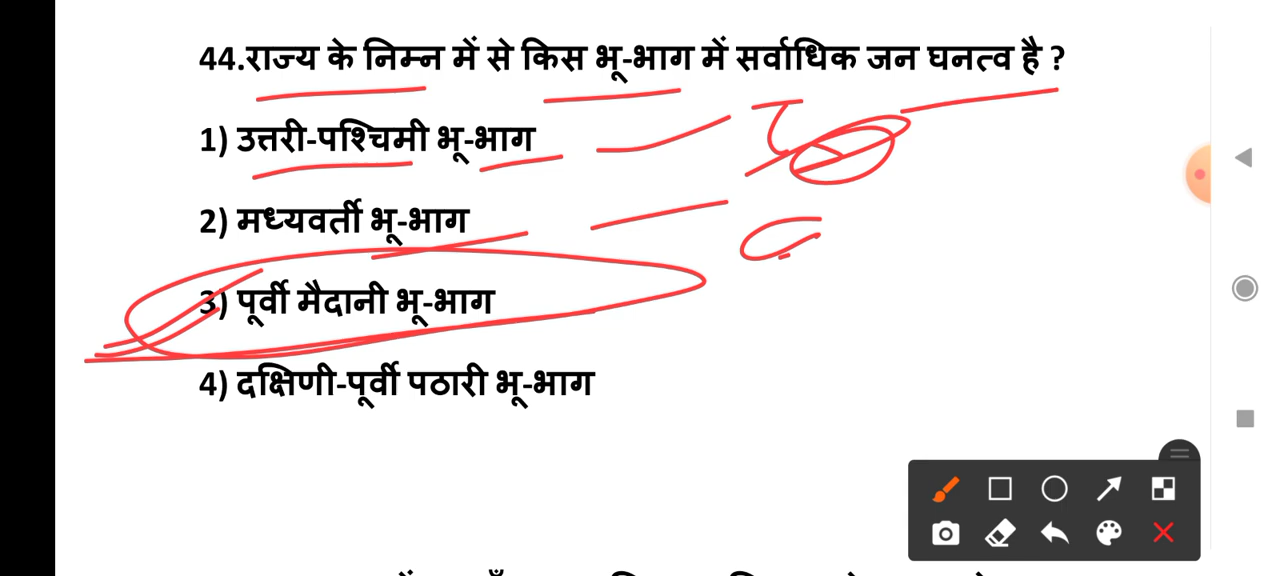 44.राज्य के निम्न में से किस भू-भाग में सर्वाधिक जन घनत्व है ?
1) उत्तरी-पश्चिमी भू-भाग
2) मध्यवर्ती भू-भाग
3) पूर्वी मैदानी भू-भाग
4) दक्षिणी-पूर्वी पठारी भू-भाग